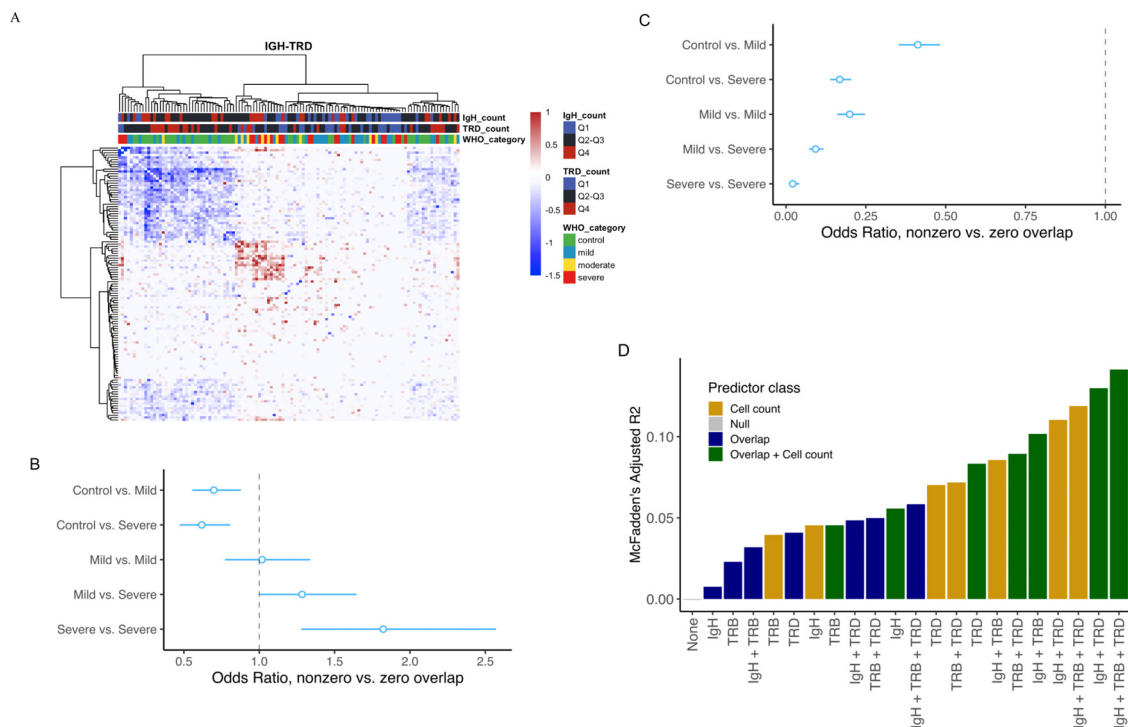 A
IGH-TRD
IgH_count
TRD_count
WHO_category
1
0.5
0
-0.5
-1
-1.5
IgH_count
Q1
Q2-Q3
Q4
TRD_count
Q1
Q2-Q3
Q4
WHO_category
control
mild
moderate
severe
B
Control vs. Mild
Control vs. Severe
Mild vs. Mild
Mild vs. Severe
Severe vs. Severe
0.5
1.0
1.5
2.0
2.5
Odds Ratio, nonzero vs. zero overlap
C
Control vs. Mild
Control vs. Severe
Mild vs. Mild
Mild vs. Severe
Severe vs. Severe
0.00
0.25
0.50
0.75
1.00
Odds Ratio, nonzero vs. zero overlap
D
McFadden's Adjusted R2
0.10
0.05
0.00
Predictor class
Cell count
Null
Overlap
Overlap + Cell count
None
IgH
TRB
IgH + TRB
TRB
TRD
IgH
TRB
IgH + TRD
TRB + TRD
IgH
IgH + TRB + TRD
TRD
TRB + TRD
TRD
IgH + TRB
TRB + TRD
IgH + TRB
IgH + TRD
IgH + TRB + TRD
IgH + TRD
IgH + TRB + TRD